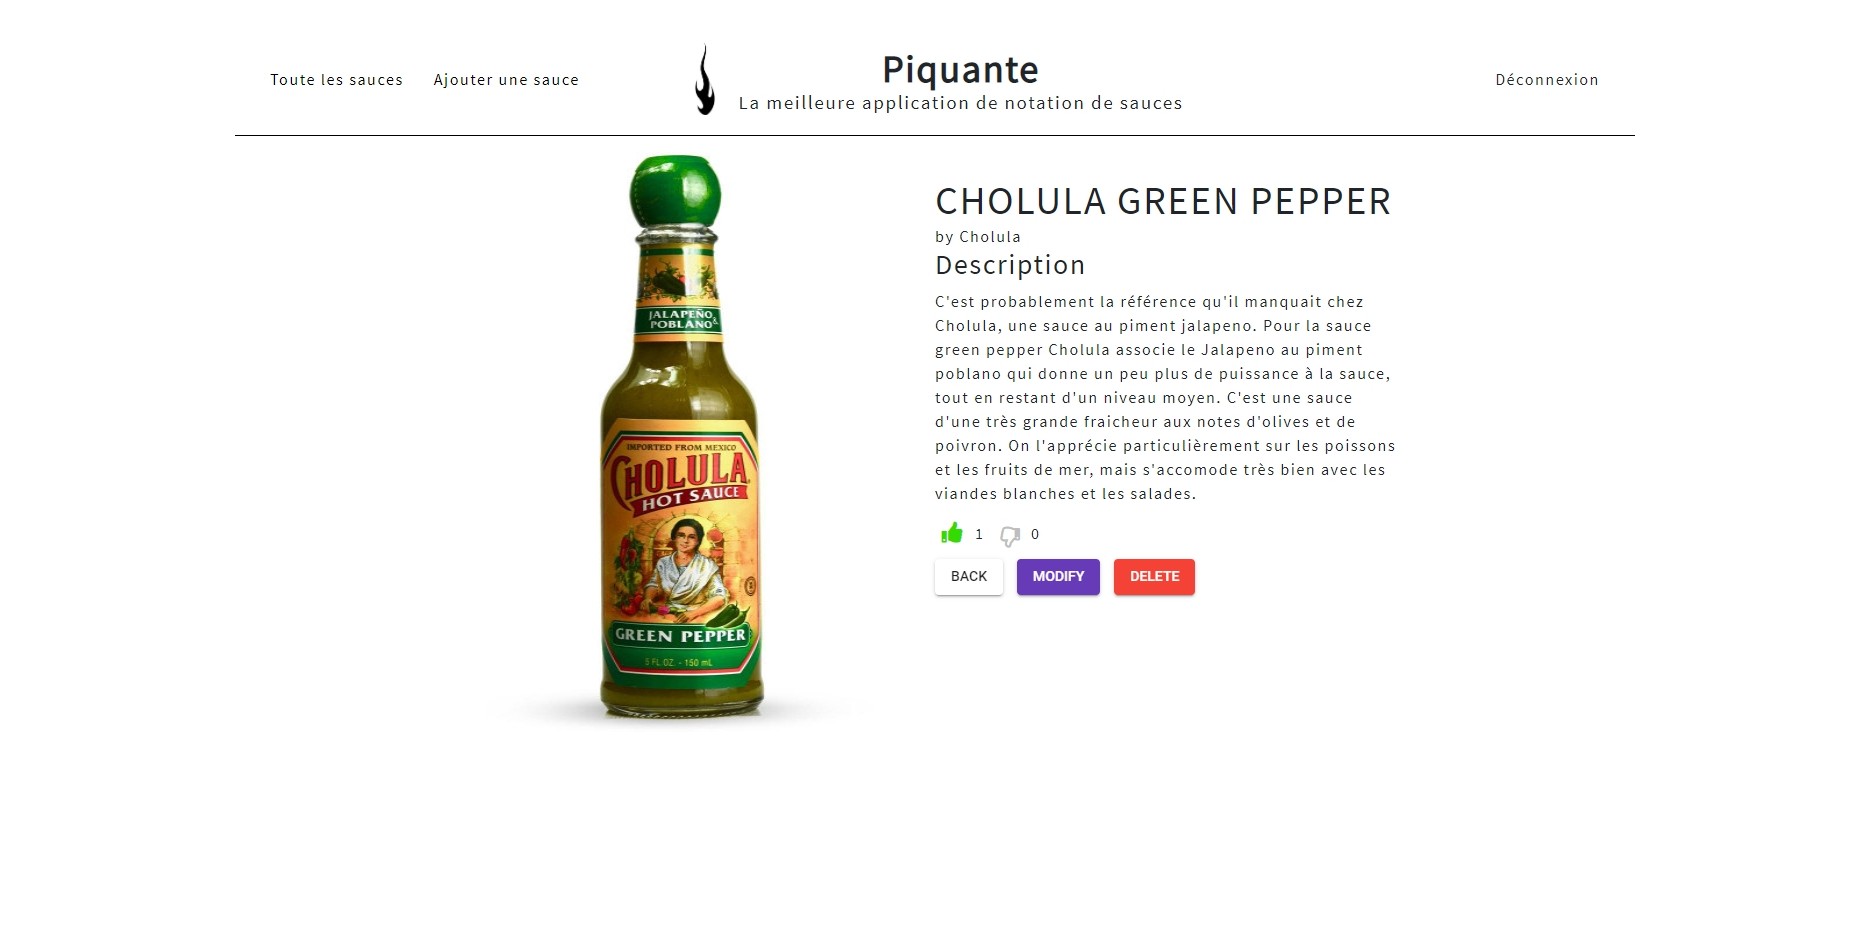 Toute les sauces
Ajouter une sauce
Piquante
La meilleure application de notation de sauces
Déconnexion
JALAPEÑO
POBLANO&
IMPORTED FROM MEXICO
CHOLULA
HOT SAUCE
GREEN PEPPER
5 FL.OZ. - 150 mL
CHOLULA GREEN PEPPER
by Cholula
Description
C'est probablement la référence qu'il manquait chez
Cholula, une sauce au piment jalapeno. Pour la sauce
green pepper Cholula associe le Jalapeno au piment
poblano qui donne un peu plus de puissance à la sauce,
tout en restant d'un niveau moyen. C'est une sauce
d'une très grande fraicheur aux notes d'olives et de
poivron. On l'apprécie particulièrement sur les poissons
et les fruits de mer, mais s'accomode très bien avec les
viandes blanches et les salades.
1
0
BACK
MODIFY
DELETE